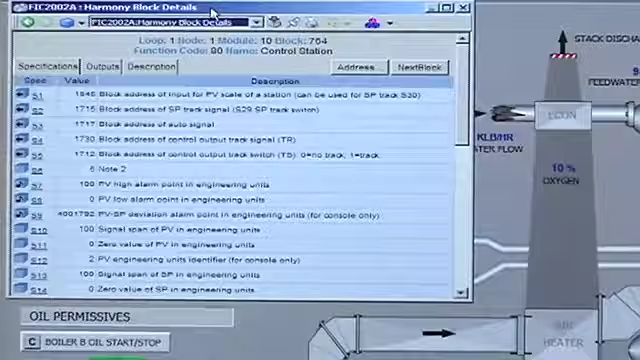 FIC2002A : Harmony Block Details
FIC2002A:Harmony Block Details
Loop: 1 Node: 1 Module: 10 Block: 764
Function Code: 80 Name: Control Station
Specifications Outputs Description Address... NextBlock
Spec Value Description
S1 1645 Block address of input for PV scale of a station (can be used for SP track S30)
S2 1715 Block address of SP track signal (S29 SP track switch)
S3 1717 Block address of auto signal
S4 1730 Block address of control output track signal (TR)
S5 1712 Block address of control output track switch (TS): 0=no track, 1=track
S6 6 Note 2
S7 100 PV high alarm point in engineering units
S8 0 PV low alarm point in engineering units
S9 4001792 PV-SP deviation alarm point in engineering units (for console only)
S10 100 Signal span of PV in engineering units
S11 0 Zero value of PV in engineering units
S12 2 PV engineering units identifier (for console only)
S13 100 Signal span of SP in engineering units
S14 0 Zero value of SP in engineering units
STACK DISCHA
FEEDWATE
ECON
KLB/HR
ATER FLOW
10 %
OXYGEN
OIL PERMISSIVES
C BOILER B OIL START/STOP
AIR
HEATER